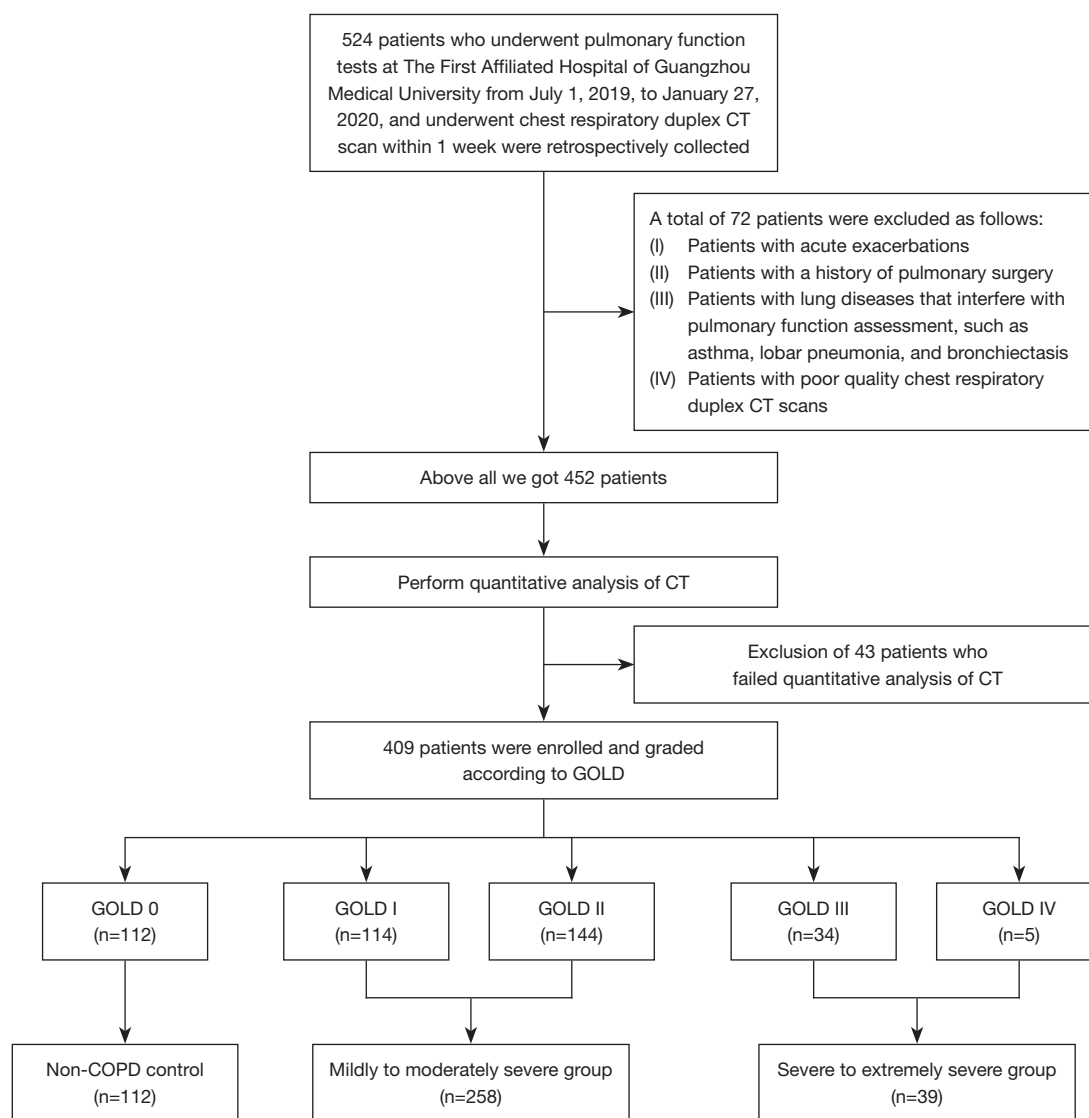 524 patients who underwent pulmonary function
tests at The First Affiliated Hospital of Guangzhou
Medical University from July 1, 2019, to January 27,
2020, and underwent chest respiratory duplex CT
scan within 1 week were retrospectively collected
A total of 72 patients were excluded as follows:
(I) Patients with acute exacerbations
(II) Patients with a history of pulmonary surgery
(III) Patients with lung diseases that interfere with
pulmonary function assessment, such as
asthma, lobar pneumonia, and bronchiectasis
(IV) Patients with poor quality chest respiratory
duplex CT scans
Above all we got 452 patients
Perform quantitative analysis of CT
Exclusion of 43 patients who
failed quantitative analysis of CT
409 patients were enrolled and graded
according to GOLD
GOLD 0
(n=112)
GOLD I
(n=114)
GOLD II
(n=144)
GOLD III
(n=34)
GOLD IV
(n=5)
Non-COPD control
(n=112)
Mildly to moderately severe group
(n=258)
Severe to extremely severe group
(n=39)